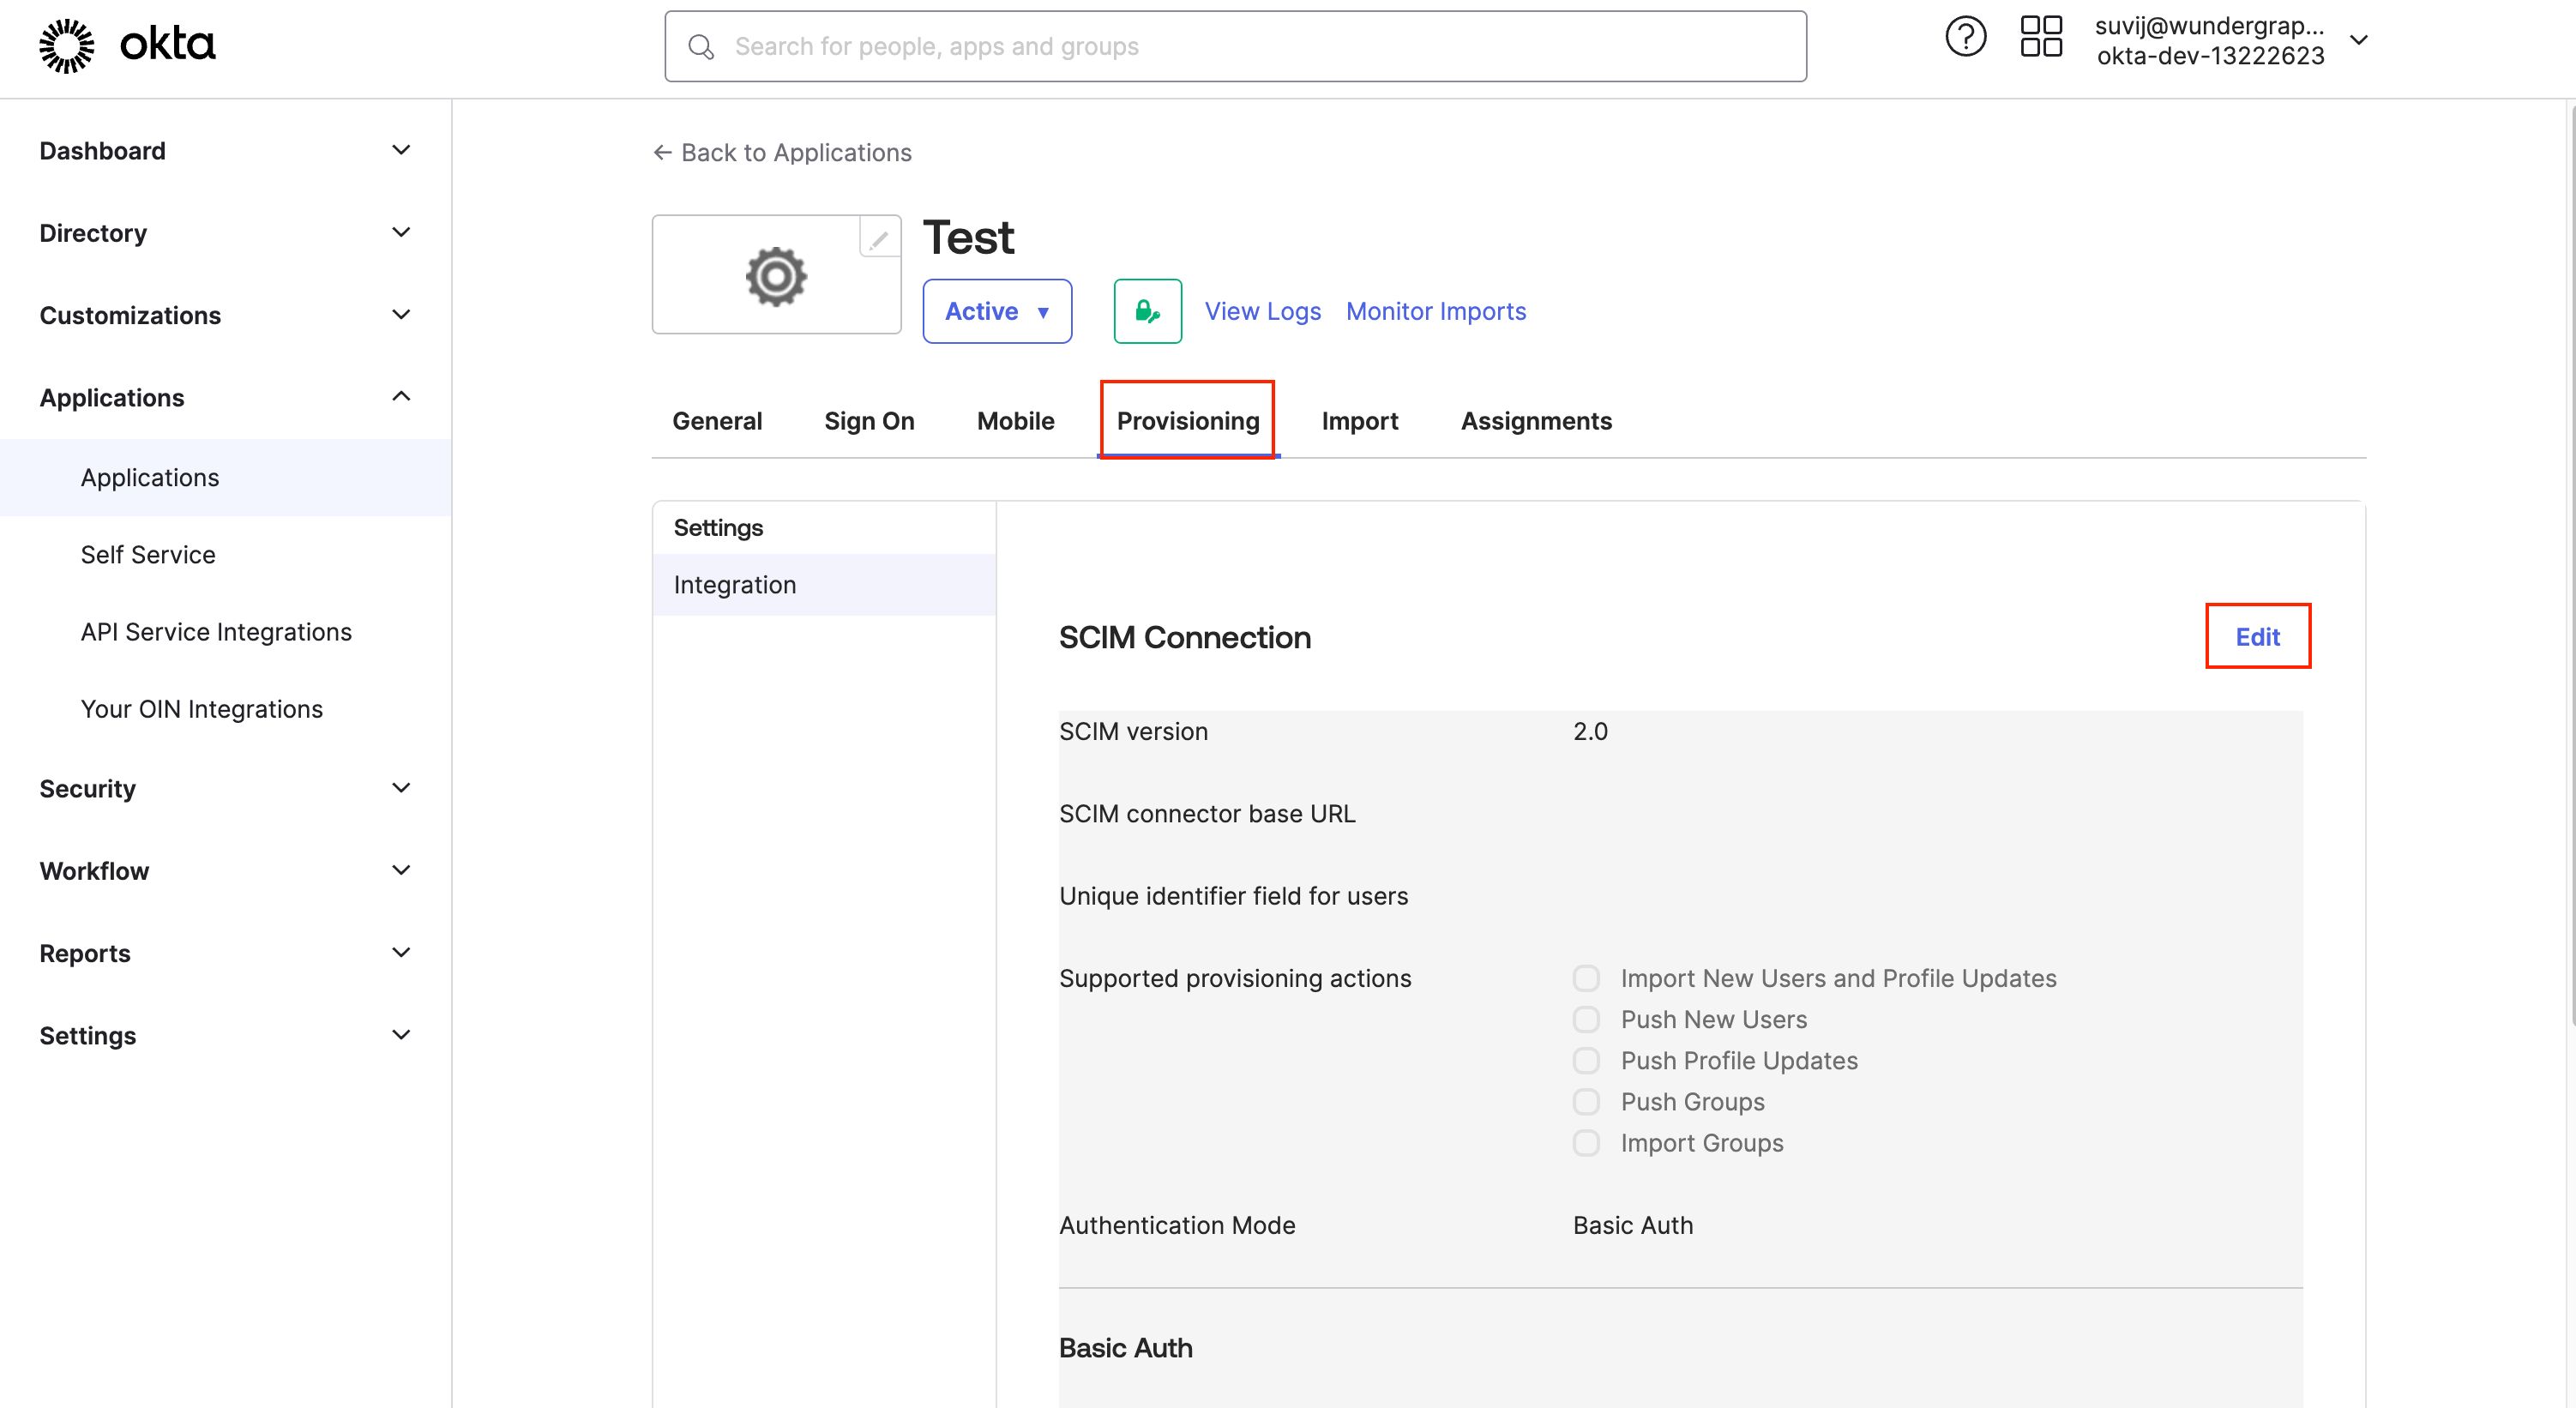 okta
Search for people, apps and groups
suvij@wundergrap...
okta-dev-13222623
Dashboard
Directory
Customizations
Applications
Applications
Self Service
API Service Integrations
Your OIN Integrations
Security
Workflow
Reports
Settings
← Back to Applications
Test
Active ▼
View Logs
Monitor Imports
General
Sign On
Mobile
Provisioning
Import
Assignments
Settings
Integration
SCIM Connection
Edit
SCIM version 2.0
SCIM connector base URL
Unique identifier field for users
Supported provisioning actions
Import New Users and Profile Updates
Push New Users
Push Profile Updates
Push Groups
Import Groups
Authentication Mode Basic Auth
Basic Auth